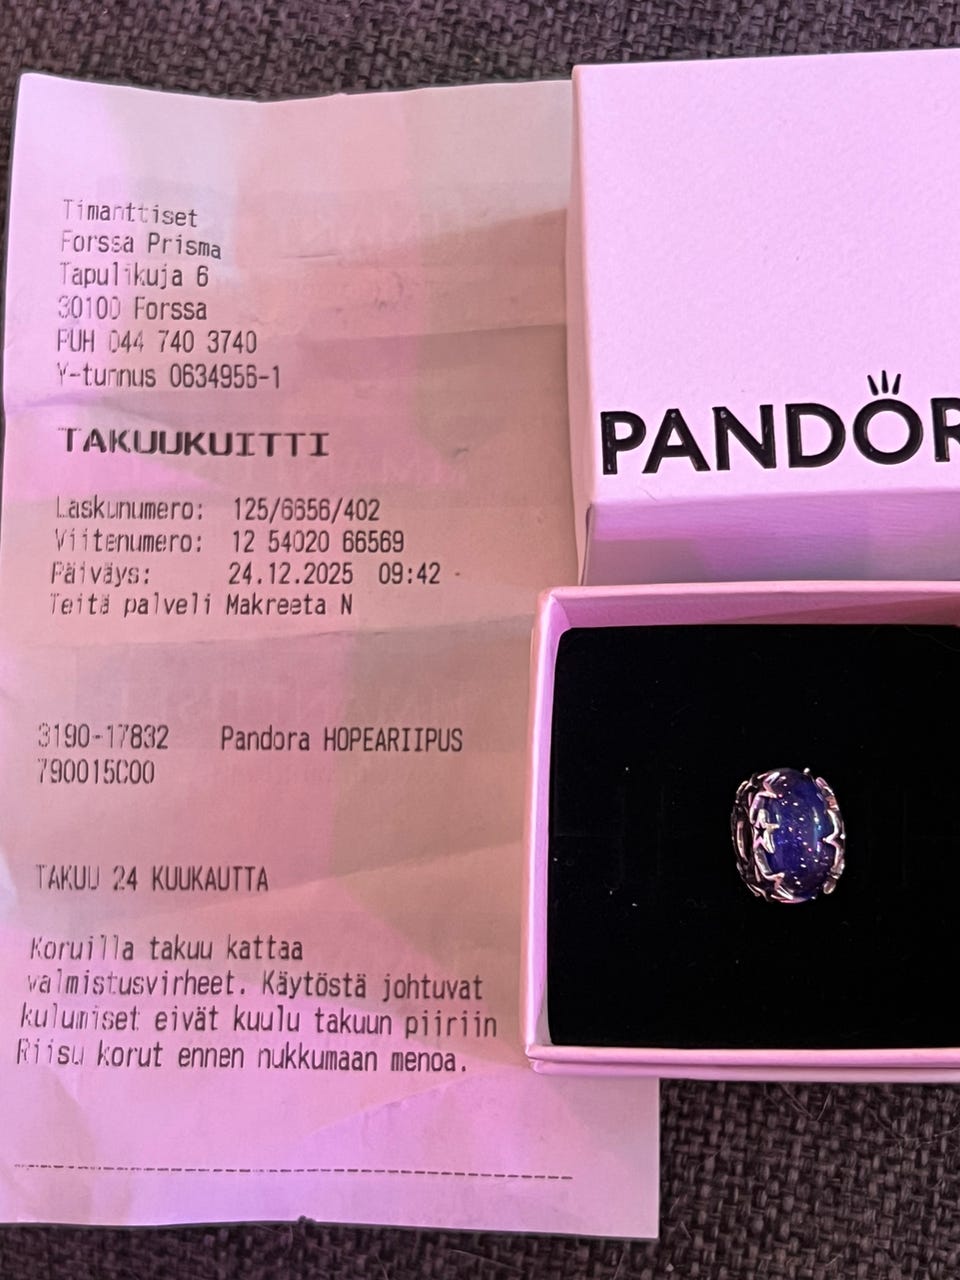 Timanttiset
Forssa Prisma
Tapulikuja 6
30100 Forssa
PUH 044 740 3740
Y-tunnus 0634956-1
TAKUUKUITTI
Laskunumero: 125/6656/402
Viitenumero: 12 54020 66569
Päiväys: 24.12.2025 09:42
Teitä palveli Makreeta N
3190-17832 Pandora HOPEARIIPUS
790015C00
TAKUU 24 KUUKAUTTA
Koruilla takuu kattaa
valmistusvirheet. Käytöstä johtuvat
kulumiset eivät kuulu takuun piiriin
Riisu korut ennen nukkumaan menoa.
PANDOR